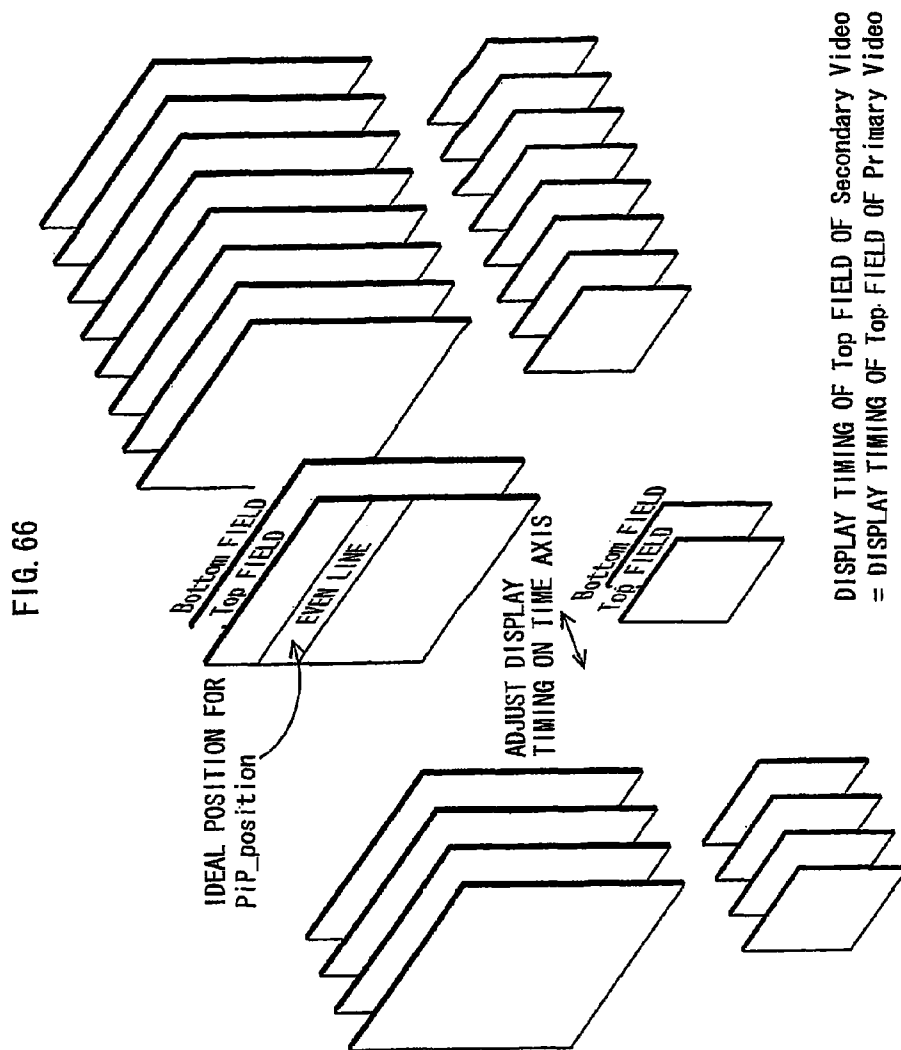 FIG. 66
Bottom FIELD
Top FIELD
EVEN LINE
IDEAL POSITION FOR
PiP_position
ADJUST DISPLAY
TIMING ON TIME AXIS
Bottom FIELD
Top FIELD
DISPLAY TIMING OF Top FIELD OF Secondary Video
= DISPLAY TIMING OF Top FIELD OF Primary Video